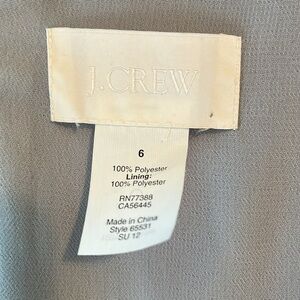 J.CREW
6
100% Polyester
Lining:
100% Polyester
RN77388
CA56445
Made in China
Style 65531
SU 12